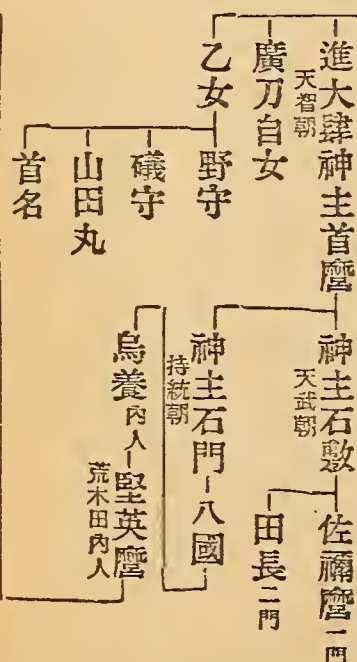 進大肆神主首麿
天智朝
神主石敷
天武朝
佐禰麿一門
田長二門
神主石門－八國
持統朝
鳥養内人－堅英麿
荒木田内人
廣刀自女
乙女
野守
礒守
山田丸
首名